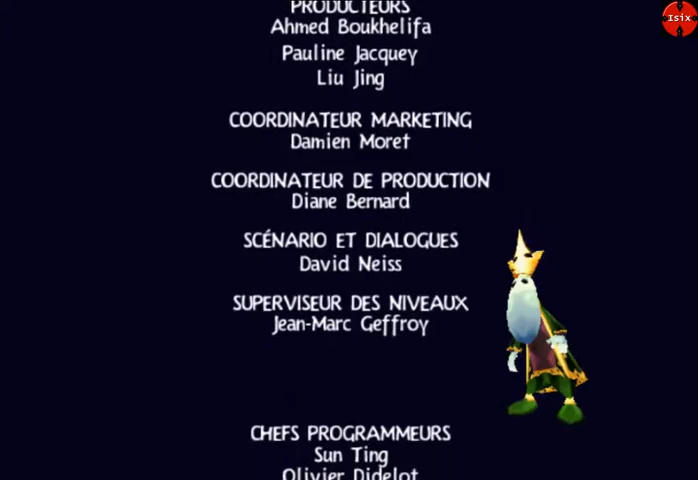 Isix
PRODUCTEURS
Ahmed Boukhelifa
Pauline Jacquey
Liu Jing
COORDINATEUR MARKETING
Damien Moret
COORDINATEUR DE PRODUCTION
Diane Bernard
SCÉNARIO ET DIALOGUES
David Neiss
SUPERVISEUR DES NIVEAUX
Jean-Marc Geffroy
CHEFS PROGRAMMEURS
Sun Ting
Olivier Didelot